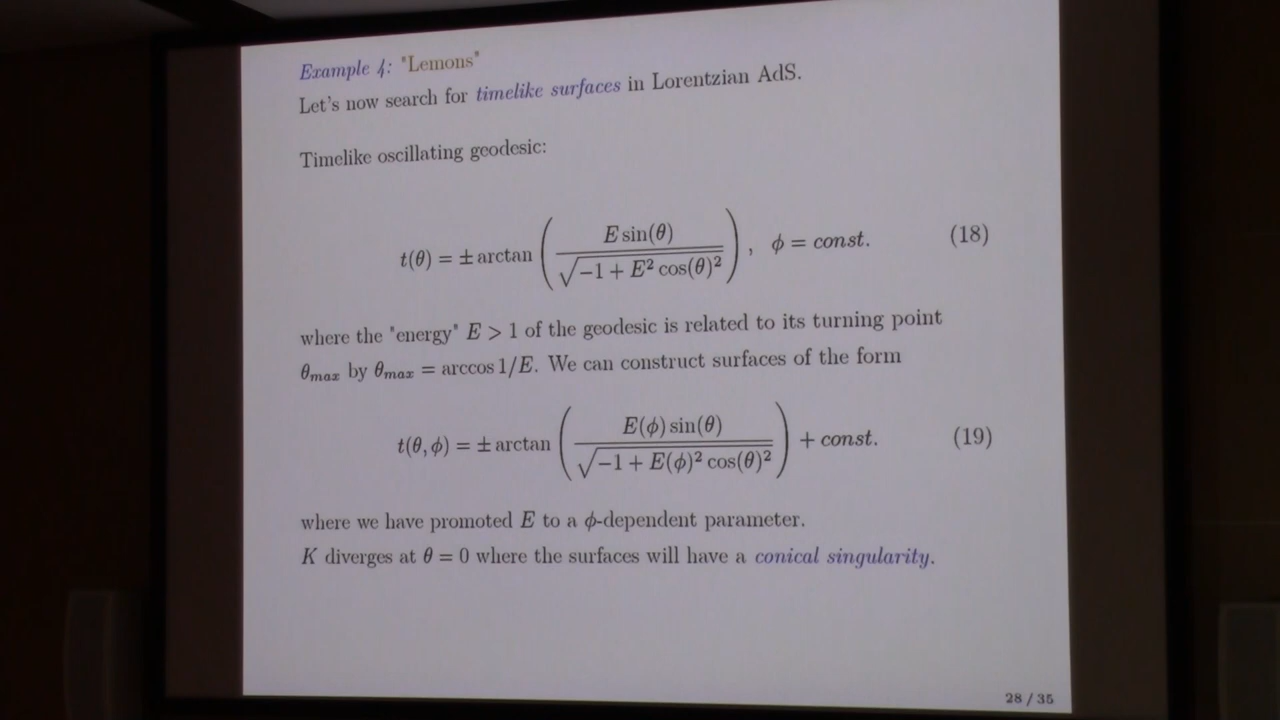 Example 4: "Lemons"
Let's now search for timelike surfaces in Lorentzian AdS.
Timelike oscillating geodesic:
t(θ) = ± arctan ( E sin(θ) / √(−1 + E² cos(θ)²) ) , ϕ = const. (18)
where the "energy" E > 1 of the geodesic is related to its turning point
θmax by θmax = arccos 1/E. We can construct surfaces of the form
t(θ, ϕ) = ± arctan ( E(ϕ) sin(θ) / √(−1 + E(ϕ)² cos(θ)²) ) + const. (19)
where we have promoted E to a ϕ-dependent parameter.
K diverges at θ = 0 where the surfaces will have a conical singularity.
28 / 35